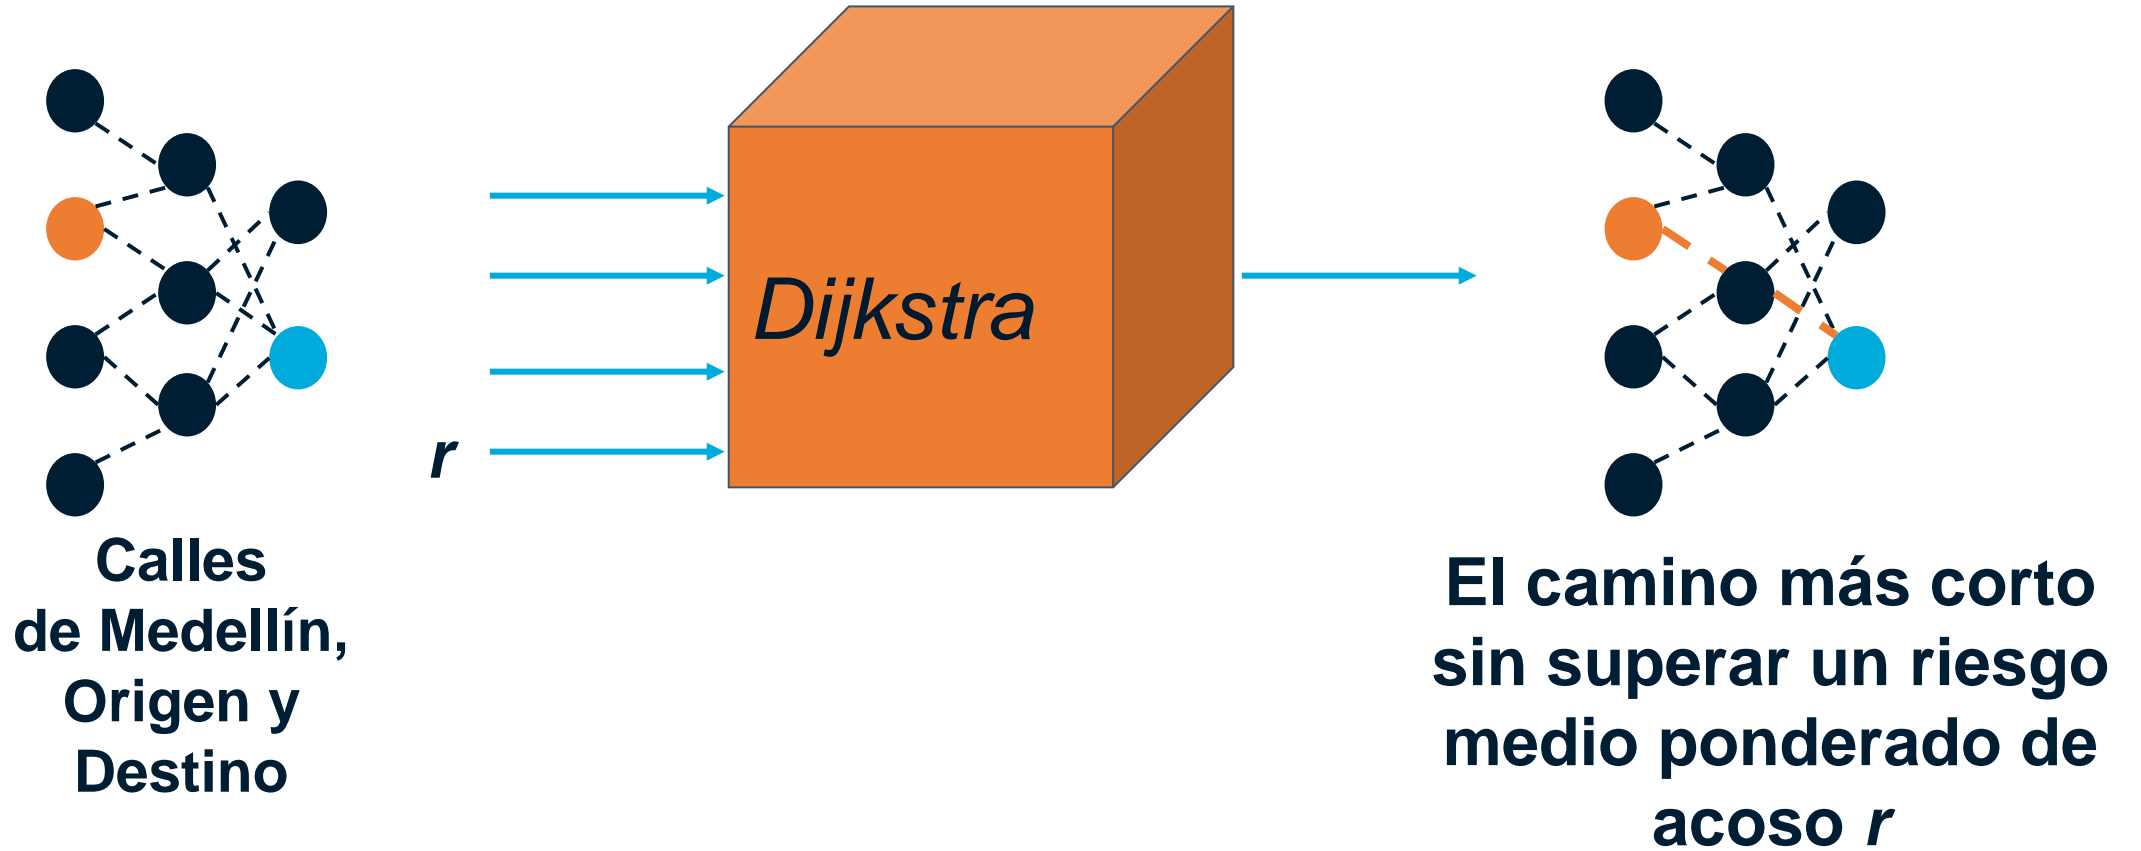 Dijkstra
r
Calles
de Medellín,
Origen y
Destino
El camino más corto
sin superar un riesgo
medio ponderado de
acoso r